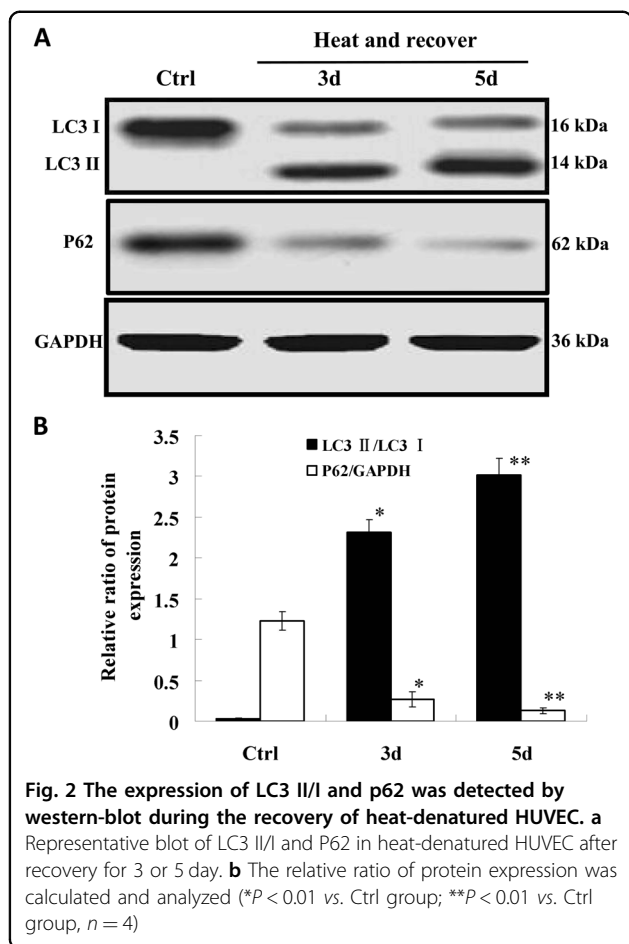 A
Heat and recover
Ctrl 3d 5d
LC3 I 16 kDa
LC3 II 14 kDa
P62 62 kDa
GAPDH 36 kDa
B
LC3 Ⅱ/LC3 Ⅰ
P62/GAPDH
Relative ratio of protein
expression
3.5
3
2.5
2
1.5
1
0.5
0
*
*
**
**
Ctrl 3d 5d
Fig. 2 The expression of LC3 II/I and p62 was detected by
western-blot during the recovery of heat-denatured HUVEC. a
Representative blot of LC3 II/I and P62 in heat-denatured HUVEC after
recovery for 3 or 5 day. b The relative ratio of protein expression was
calculated and analyzed (*P < 0.01 vs. Ctrl group; **P < 0.01 vs. Ctrl
group, n = 4)